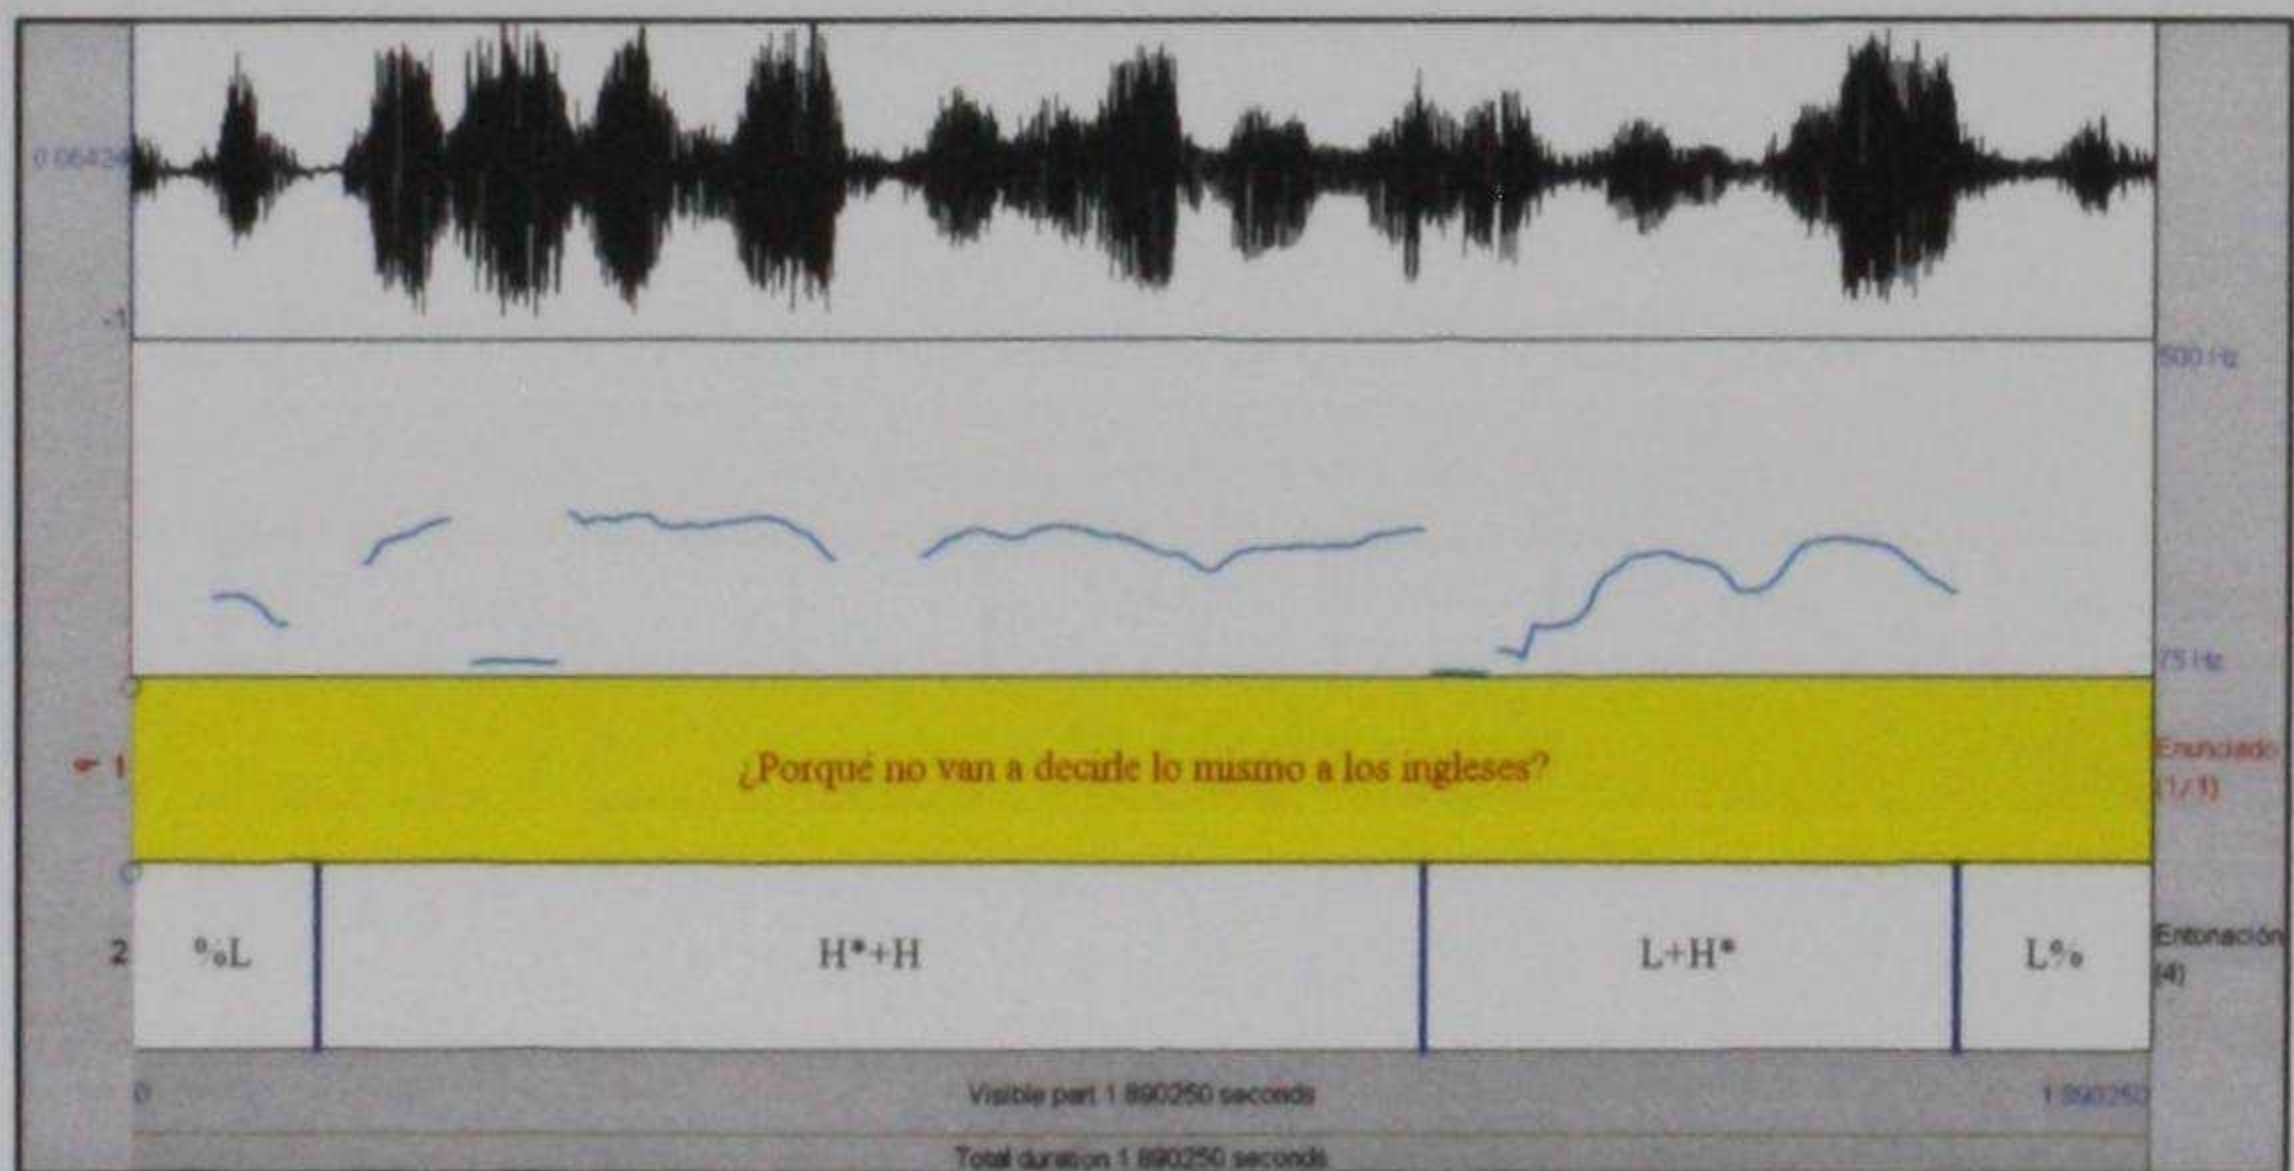 0.06424
-1
500 Hz
75 Hz
1
¿Porqué no van a decirle lo mismo a los ingleses?
Enunciado
(1/1)
2
%L
H*+H
L+H*
L%
Entonación
(4)
0
Visible part 1.890250 seconds
1.890250
Total duration 1.890250 seconds